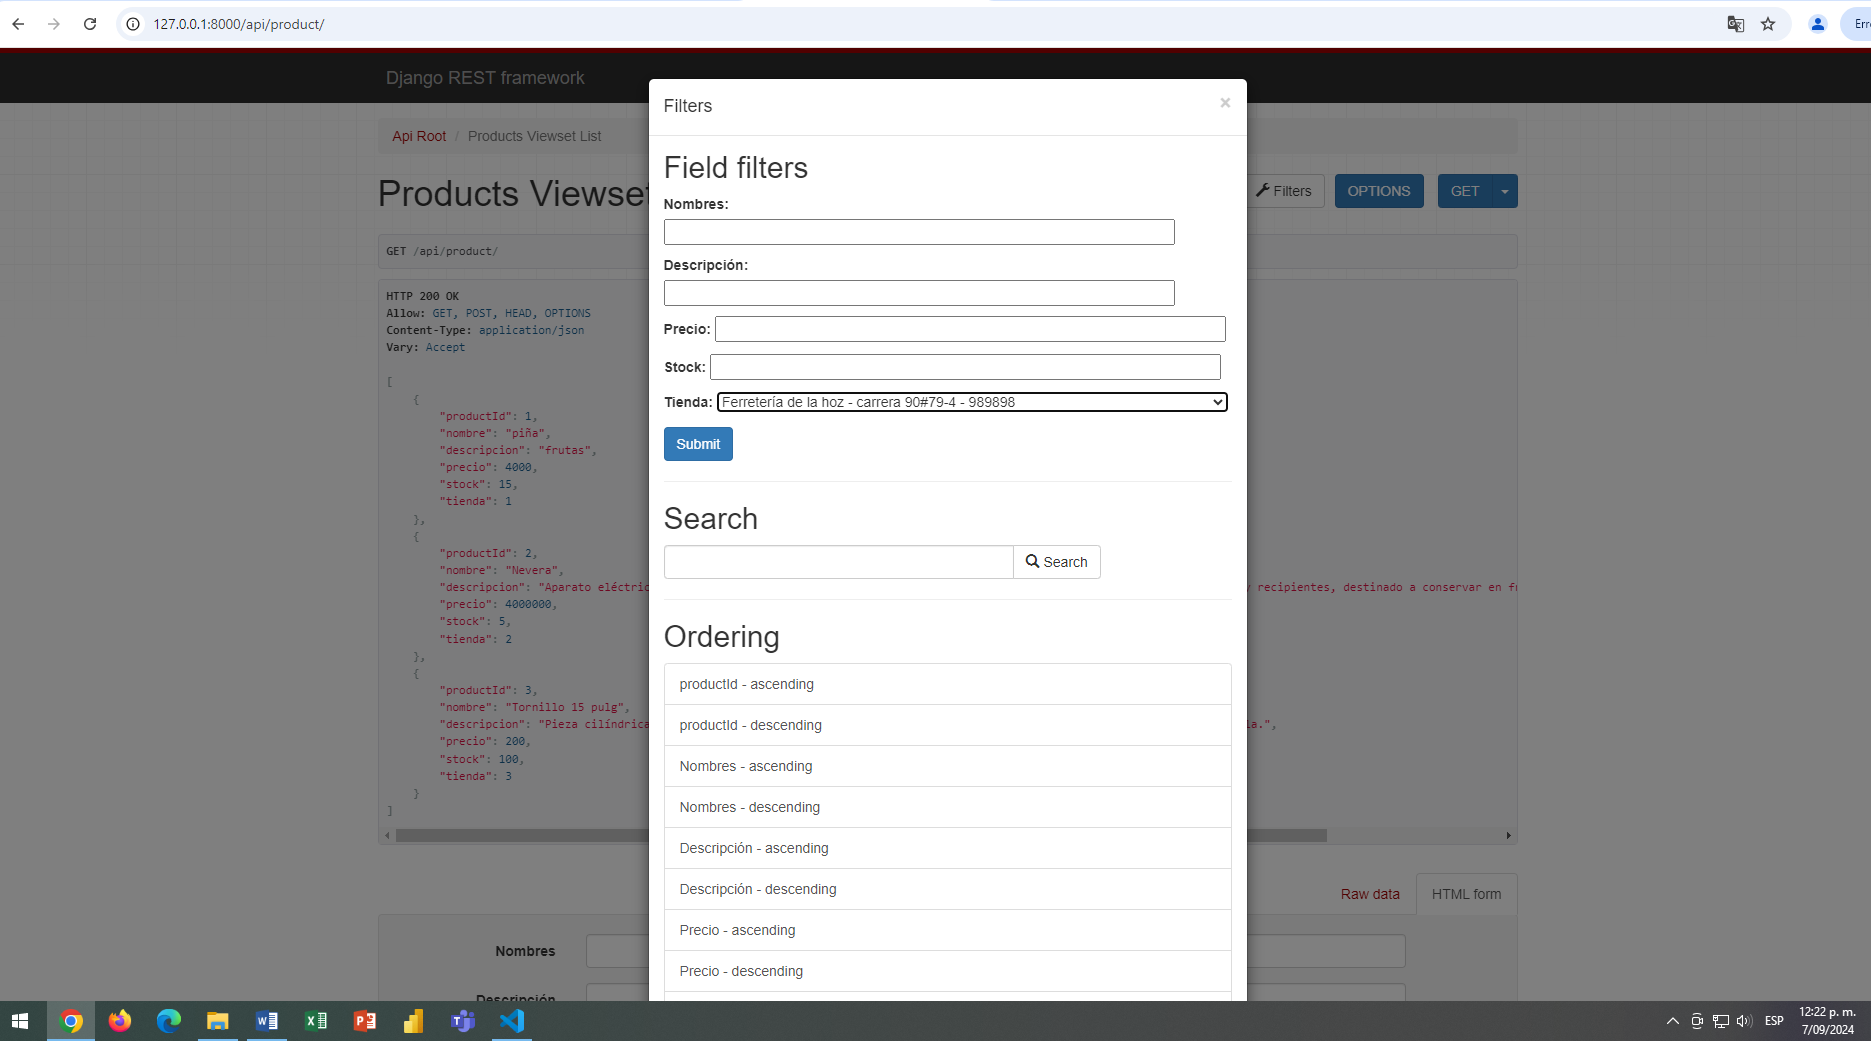 127.0.0.1:8000/api/product/
Django REST framework
Filters
×
Api Root / Products Viewset List
Field filters
Products Viewset
Filters
OPTIONS
GET
Nombres:
GET /api/product/
Descripción:
HTTP 200 OK
Allow: GET, POST, HEAD, OPTIONS
Content-Type: application/json
Vary: Accept
Precio:
Stock:
Tienda: Ferretería de la hoz - carrera 90#79-4 - 989898
Submit
[
{
"productId": 1,
"nombre": "piña",
"descripcion": "frutas",
"precio": 4000,
"stock": 15,
"tienda": 1
},
{
"productId": 2,
"nombre": "Nevera",
"descripcion": "Aparato eléctric
y recipientes, destinado a conservar en fr
"precio": 4000000,
"stock": 5,
"tienda": 2
},
{
"productId": 3,
"nombre": "Tornillo 15 pulg",
"descripcion": "Pieza cilíndrica
la.",
"precio": 200,
"stock": 100,
"tienda": 3
}
]
Search
Search
Ordering
productId - ascending
productId - descending
Nombres - ascending
Nombres - descending
Descripción - ascending
Descripción - descending
Precio - ascending
Precio - descending
Raw data
HTML form
Nombres
Descripción
ESP
12:22 p. m.
7/09/2024